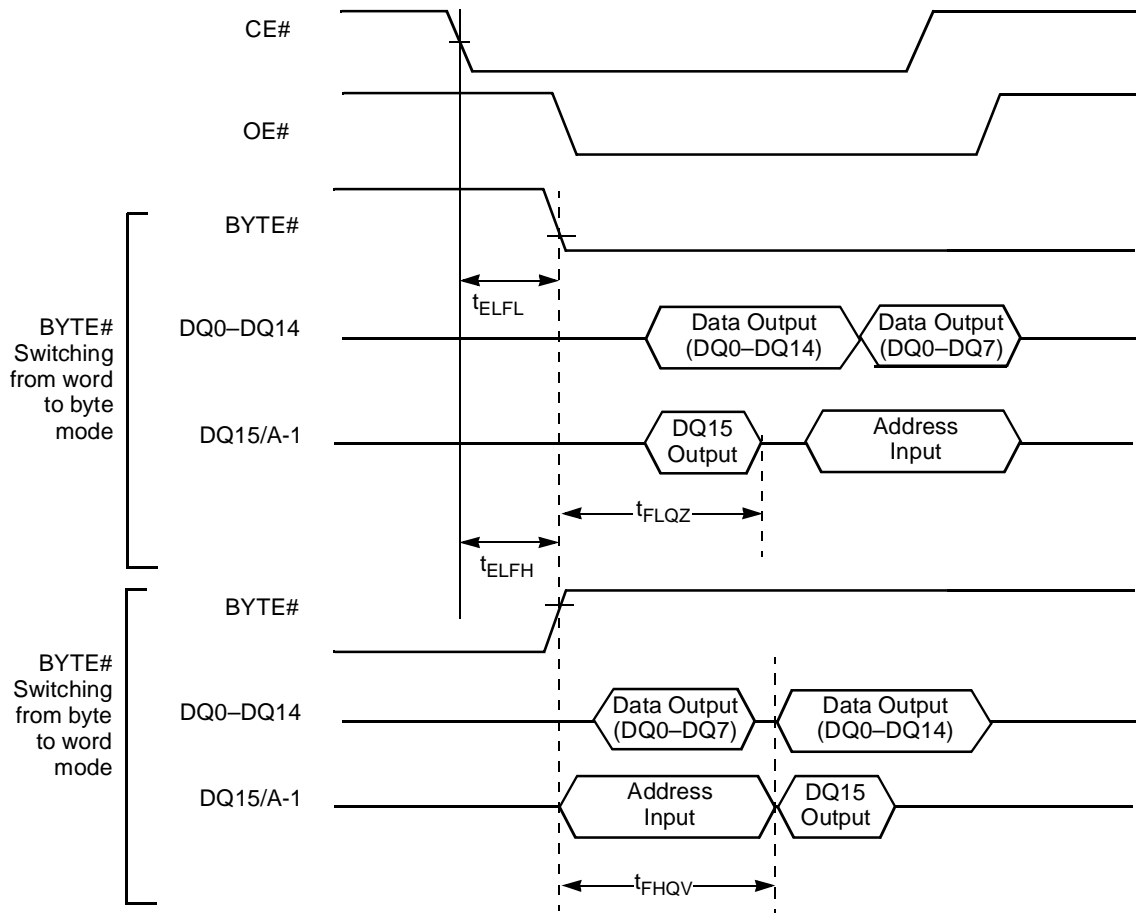 CE#
OE#
BYTE#
tELFL
BYTE#
Switching
from word
to byte
mode
DQ0–DQ14
Data Output
(DQ0–DQ14)
Data Output
(DQ0–DQ7)
DQ15/A-1
DQ15
Output
Address
Input
tFLQZ
tELFH
BYTE#
BYTE#
Switching
from byte
to word
mode
DQ0–DQ14
Data Output
(DQ0–DQ7)
Data Output
(DQ0–DQ14)
DQ15/A-1
Address
Input
DQ15
Output
tFHQV